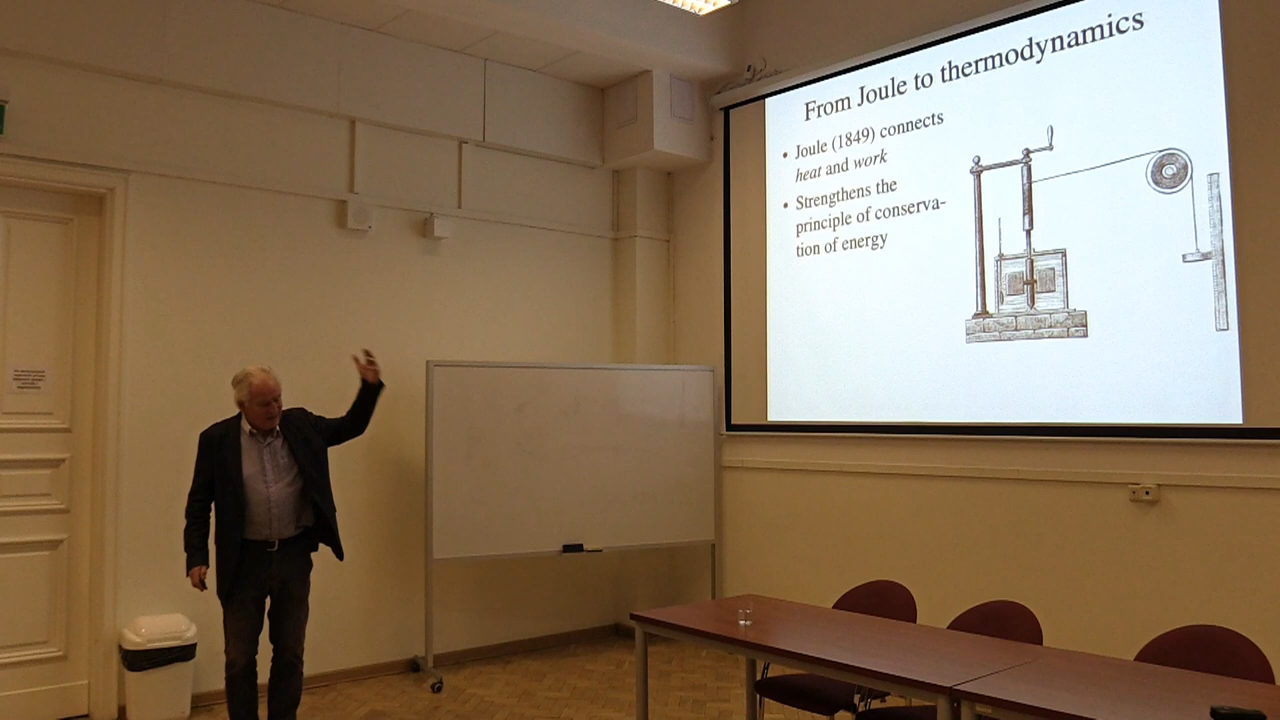 From Joule to thermodynamics
• Joule (1849) connects
heat and work
• Strengthens the
principle of conserva-
tion of energy